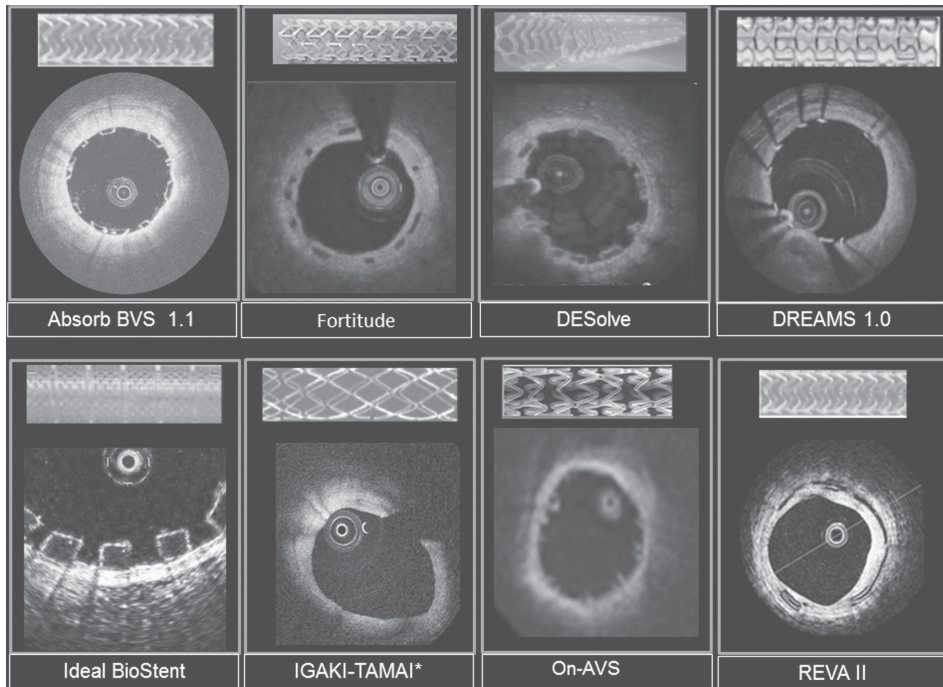 Absorb BVS 1.1
Fortitude
DESolve
DREAMS 1.0
Ideal BioStent
IGAKI-TAMAI*
On-AVS
REVA II